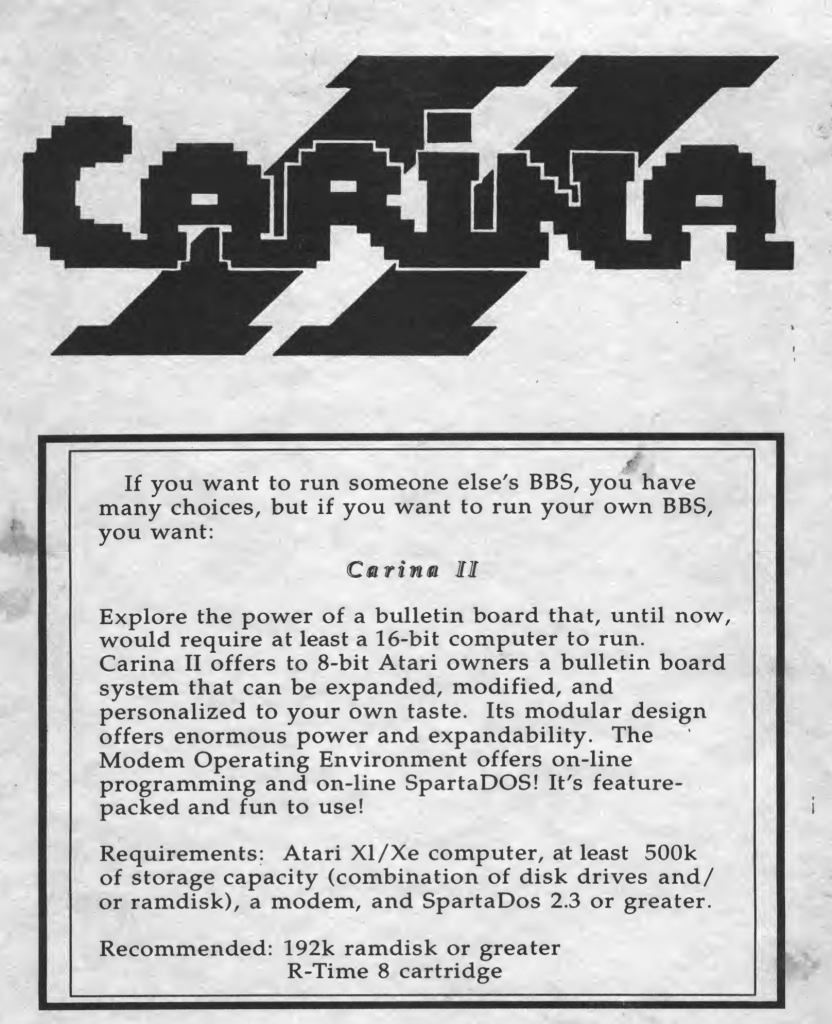 CARiNA
II
If you want to run someone else's BBS, you have
many choices, but if you want to run your own BBS,
you want:
Carina II
Explore the power of a bulletin board that, until now,
would require at least a 16-bit computer to run.
Carina II offers to 8-bit Atari owners a bulletin board
system that can be expanded, modified, and
personalized to your own taste.  Its modular design
offers enormous power and expandability.  The
Modem Operating Environment offers on-line
programming and on-line SpartaDOS! It's feature-
packed and fun to use!
Requirements:  Atari Xl/Xe computer, at least  500k
of storage capacity (combination of disk drives and/
or ramdisk), a modem, and SpartaDos 2.3 or greater.
Recommended: 192k ramdisk or greater
R-Time 8 cartridge